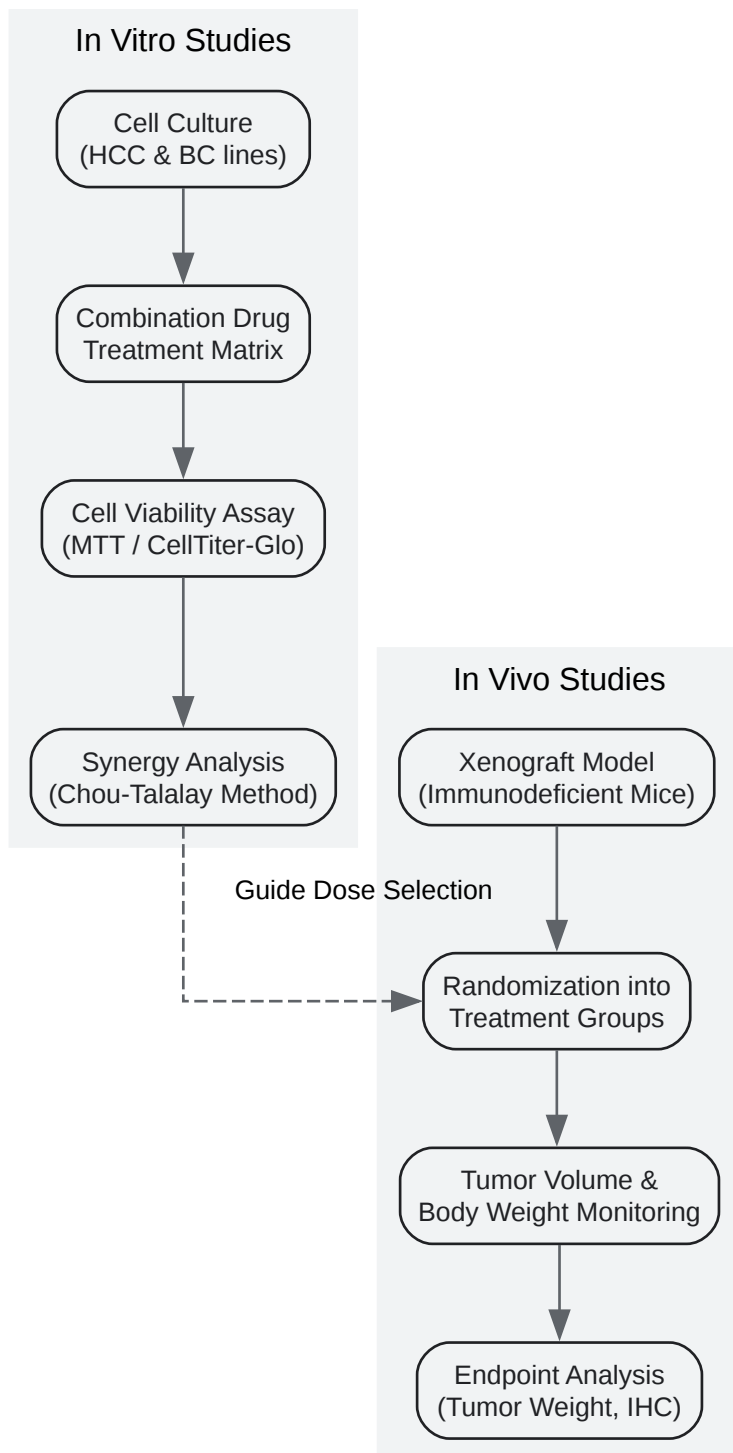 In Vitro Studies
Cell Culture
(HCC & BC lines)
Combination Drug
Treatment Matrix
Cell Viability Assay
(MTT / CellTiter-Glo)
Synergy Analysis
(Chou-Talalay Method)
Guide Dose Selection
In Vivo Studies
Xenograft Model
(Immunodeficient Mice)
Randomization into
Treatment Groups
Tumor Volume &
Body Weight Monitoring
Endpoint Analysis
(Tumor Weight, IHC)